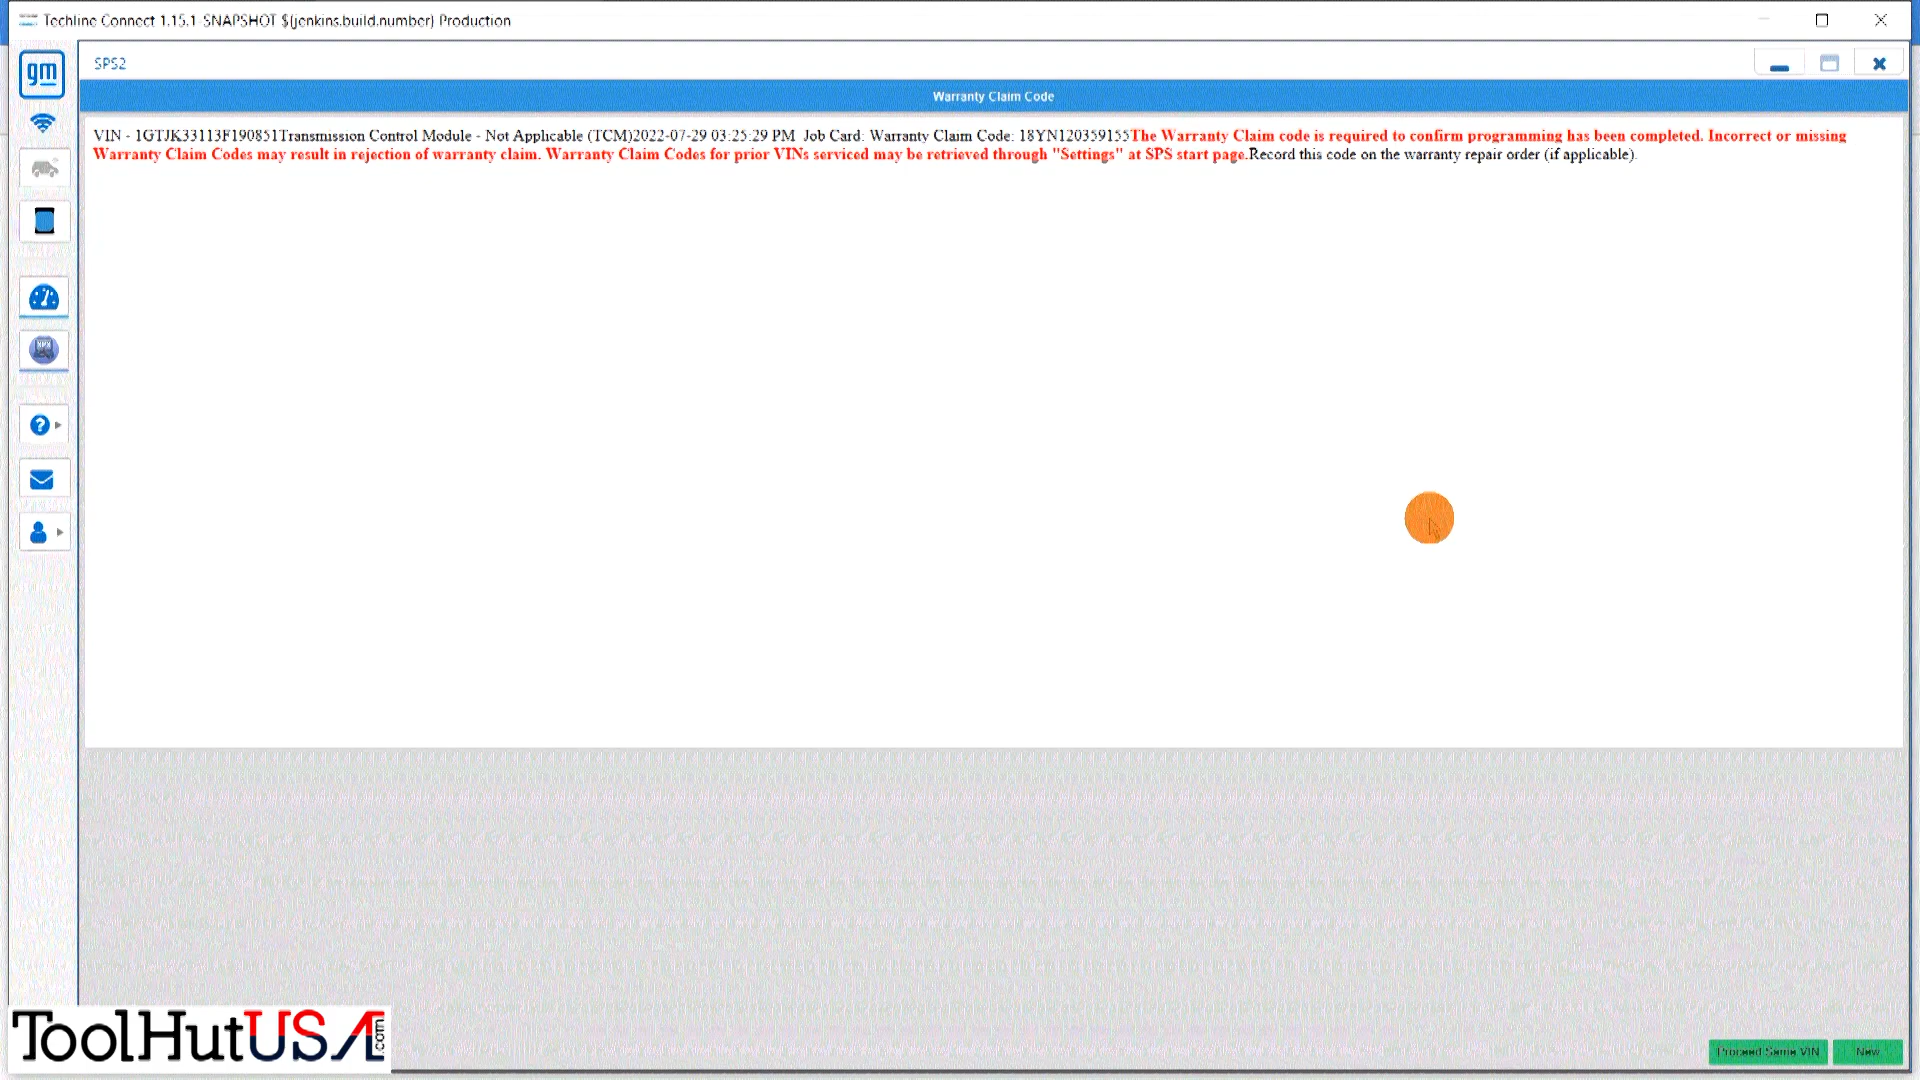 Techline Connect 1.15.1-SNAPSHOT $(jenkins.build.number) Production
gm
SPS2
Warranty Claim Code
VIN - 1GTJK33113F190851Transmission Control Module - Not Applicable (TCM)2022-07-29 03:25:29 PM Job Card: Warranty Claim Code: 18YN120359155The Warranty Claim code is required to confirm programming has been completed. Incorrect or missing
Warranty Claim Codes may result in rejection of warranty claim. Warranty Claim Codes for prior VINs serviced may be retrieved through "Settings" at SPS start page.Record this code on the warranty repair order (if applicable).
ToolHutUSA.com
Proceed Same VIN
New